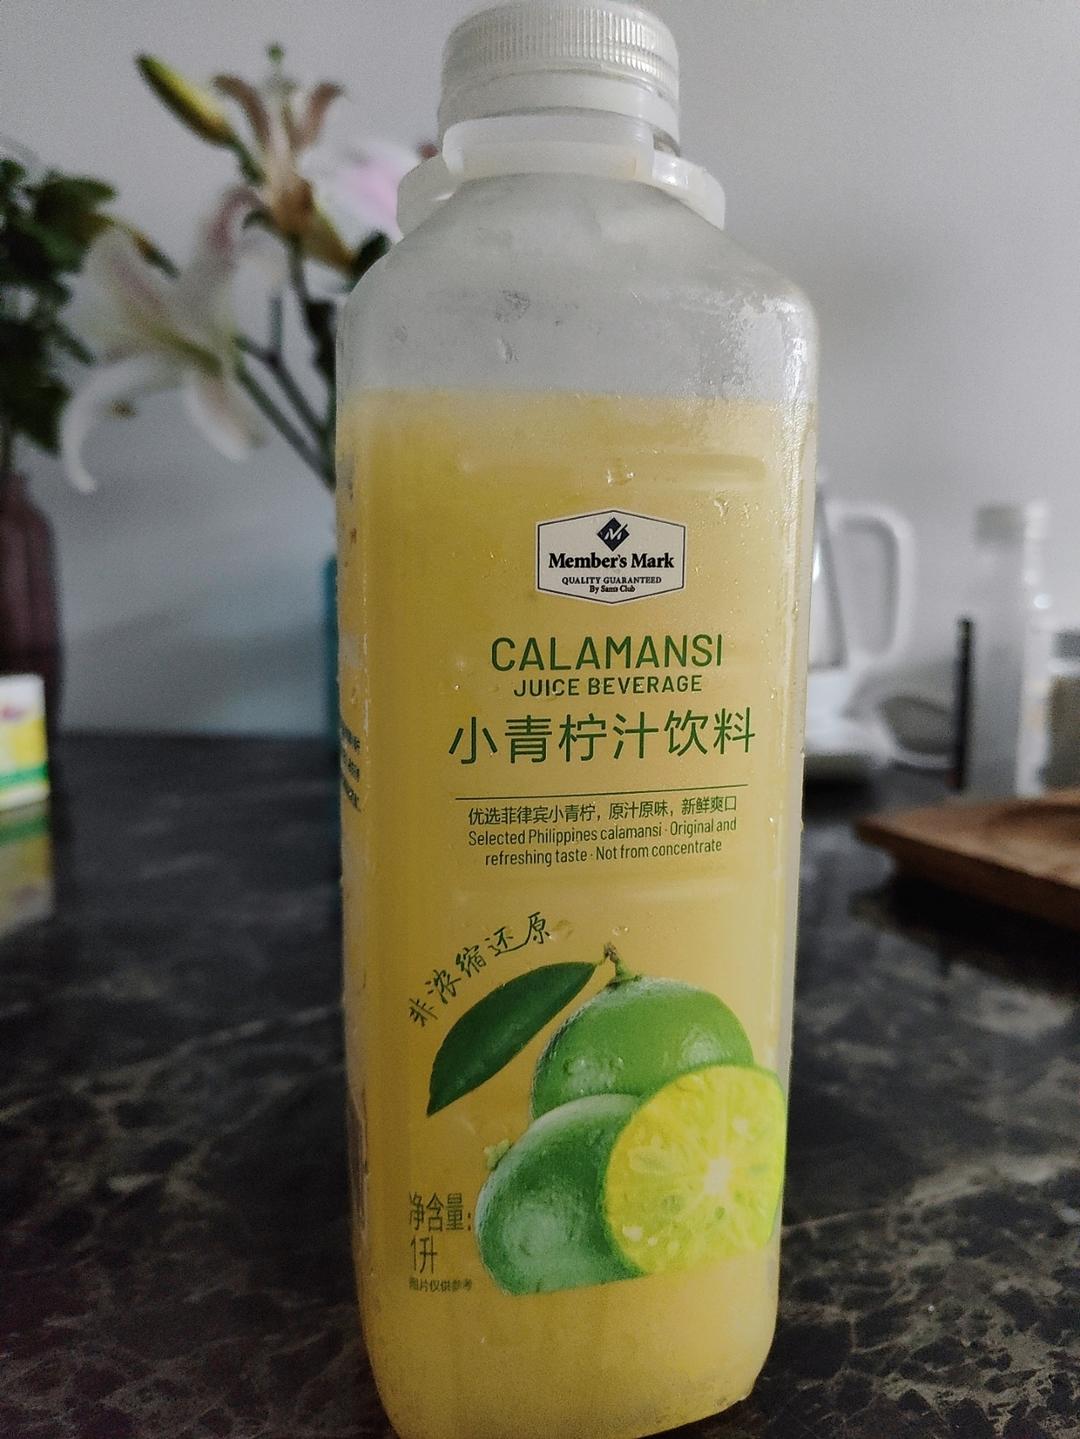 Member's Mark
QUALITY GUARANTEED
By Sam's Club
CALAMANSI
JUICE BEVERAGE
小青柠汁饮料
优选菲律宾小青柠，原汁原味，新鲜爽口
Selected Philippines calamansi · Original and
refreshing taste · Not from concentrate
非浓缩还原
净含量:
1升
图片仅供参考